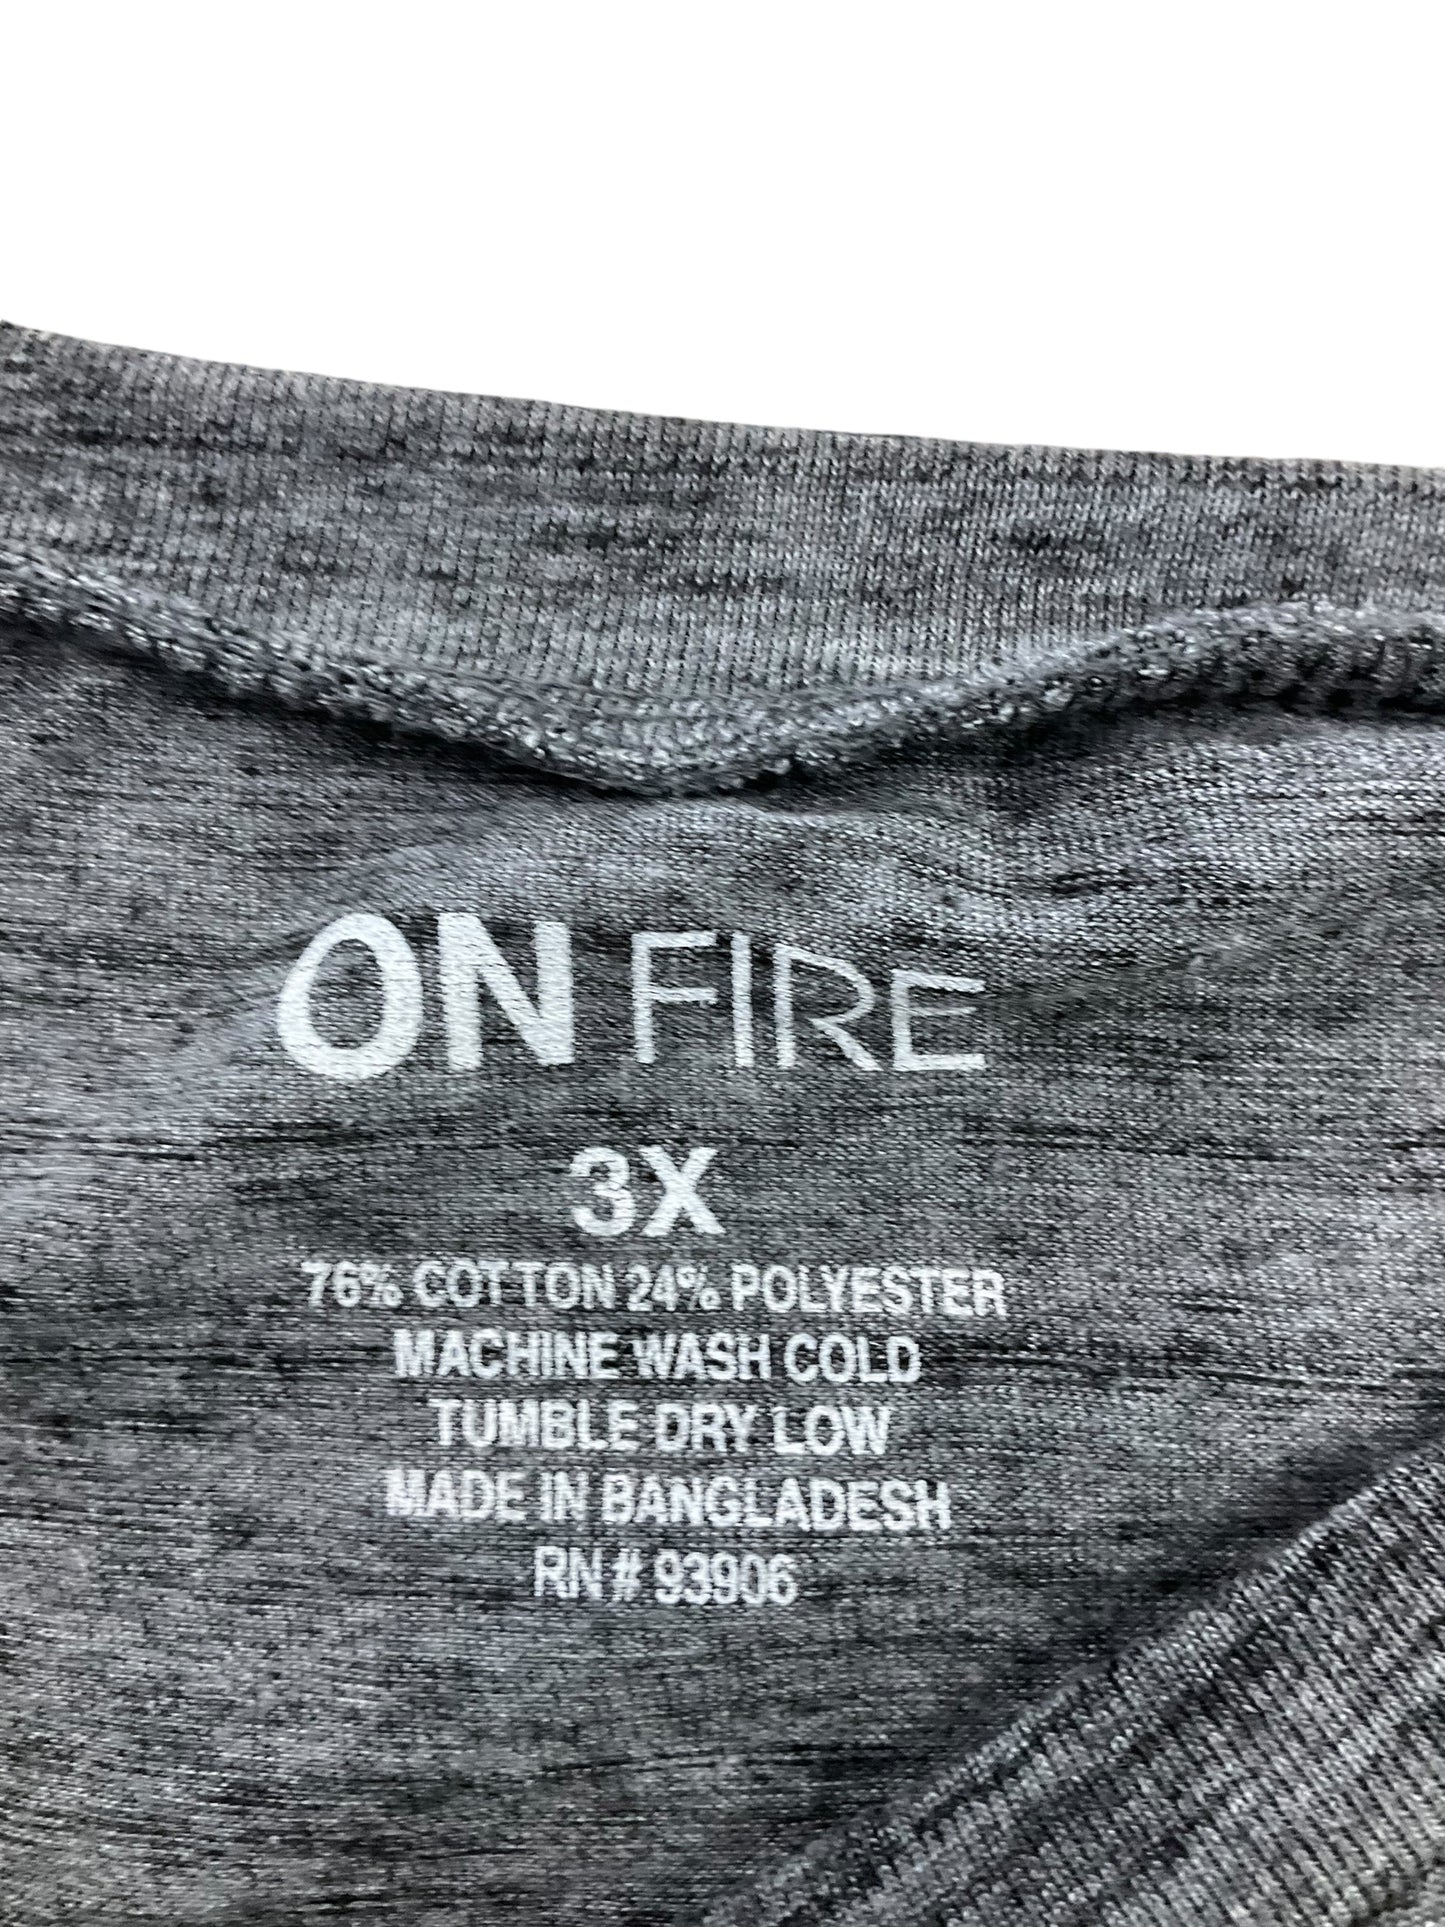 ON FIRE
3X
76% COTTON 24% POLYESTER
MACHINE WASH COLD
TUMBLE DRY LOW
MADE IN BANGLADESH
RN# 93906